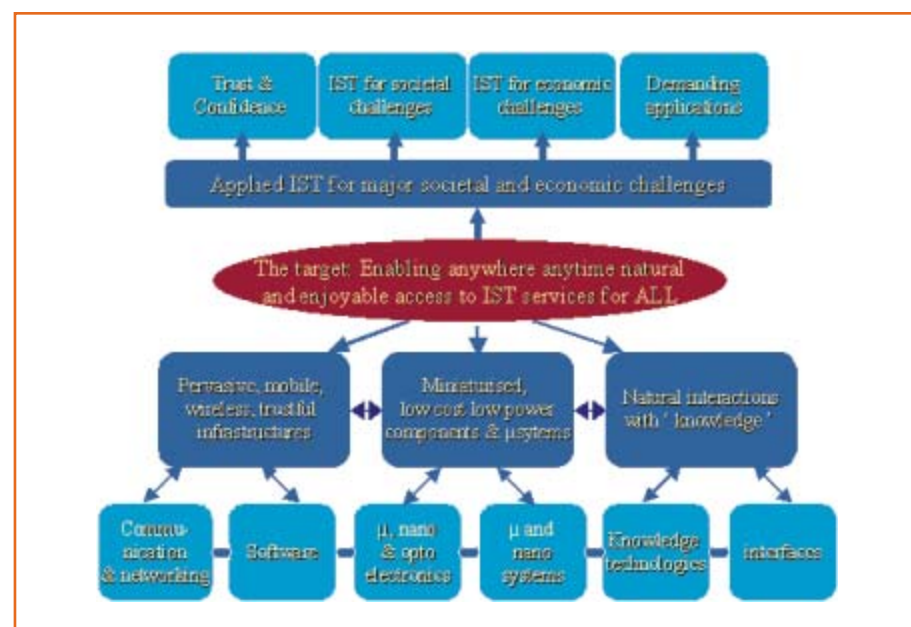 Trust &
Confidence
IST for societal
challenges
IST for economic
challenges
Demanding
applications
Applied IST for major societal and economic challenges
The target: Enabling anywhere anytime natural
and enjoyable access to IST services for ALL
Pervasive, mobile,
wireless, trustful
infrastructures
Miniaturised,
low cost low power
components & µsytems
Natural interactions
with ‘ knowledge ’
Commu-
nication
& networking
Software
µ, nano
& opto
electronics
µ and
nano
systems
Knowledge
technologies
interfaces